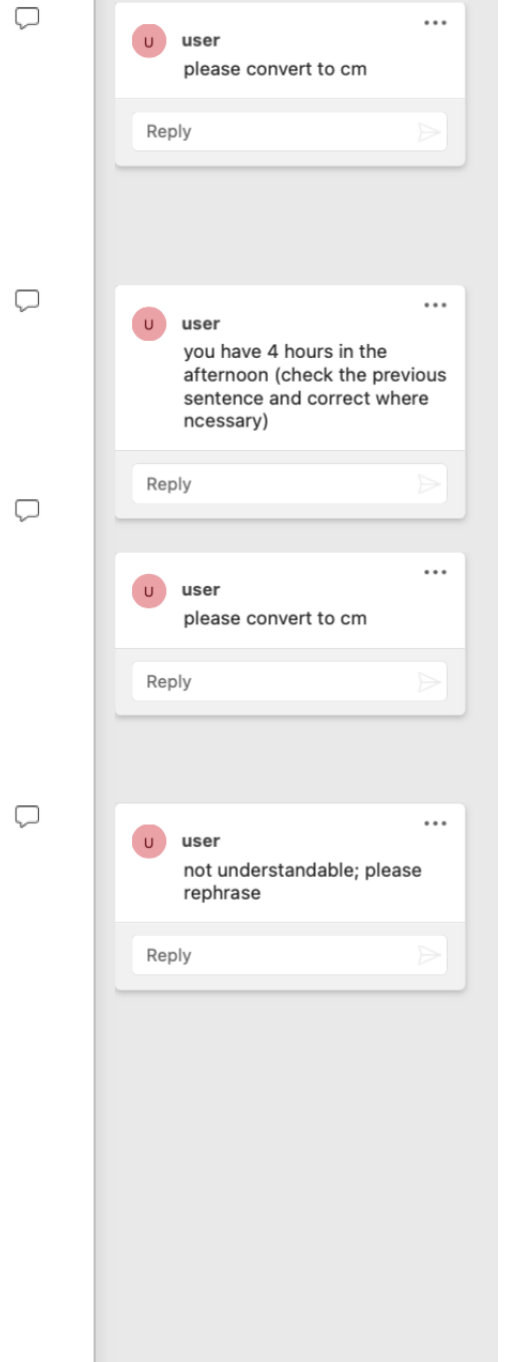 U user
please convert to cm
Reply
U user
you have 4 hours in the
afternoon (check the previous
sentence and correct where
ncessary)
Reply
U user
please convert to cm
Reply
U user
not understandable; please
rephrase
Reply